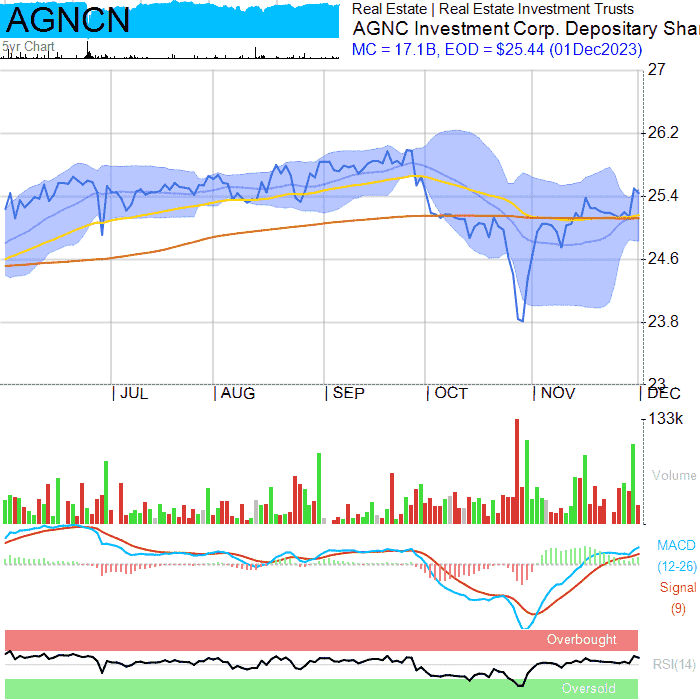 AGNCN
5yr Chart
Real Estate | Real Estate Investment Trusts
AGNC Investment Corp. Depositary Shar
MC = 17.1B, EOD = $25.44 (01Dec2023)
27
26.2
25.4
24.6
23.8
23
JUL AUG SEP OCT NOV DEC
133k
Volume
MACD
(12-26)
Signal
(9)
Overbought
RSI(14)
Oversold